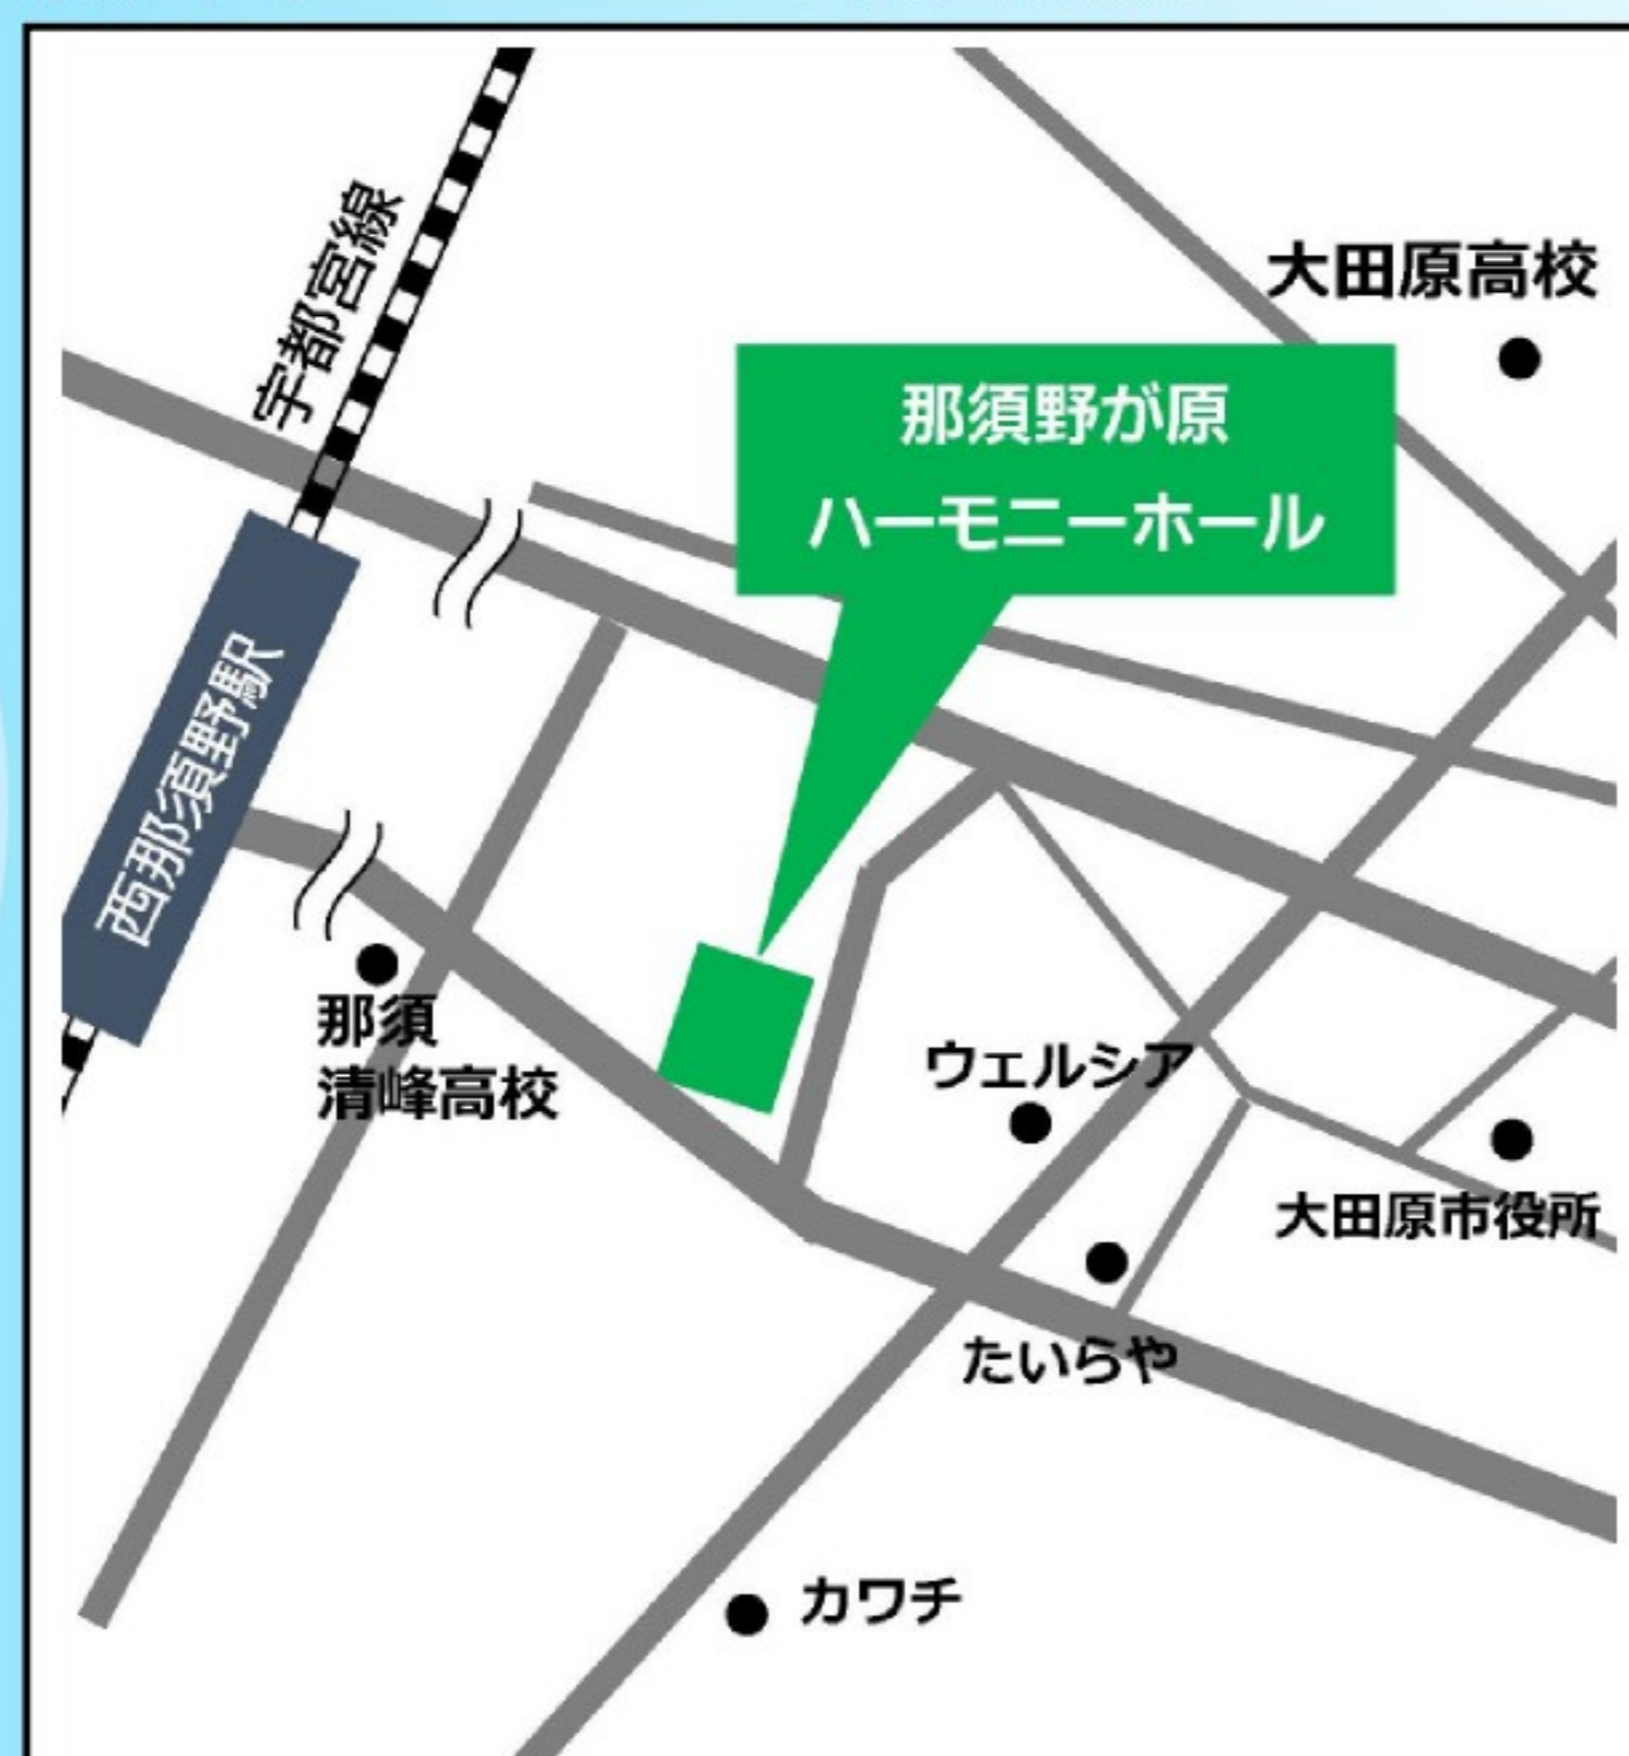 宇都宮線
大田原高校
那須野が原
ハーモニーホール
西那須野駅
那須
清峰高校
ウェルシア
大田原市役所
たいらや
カワチ